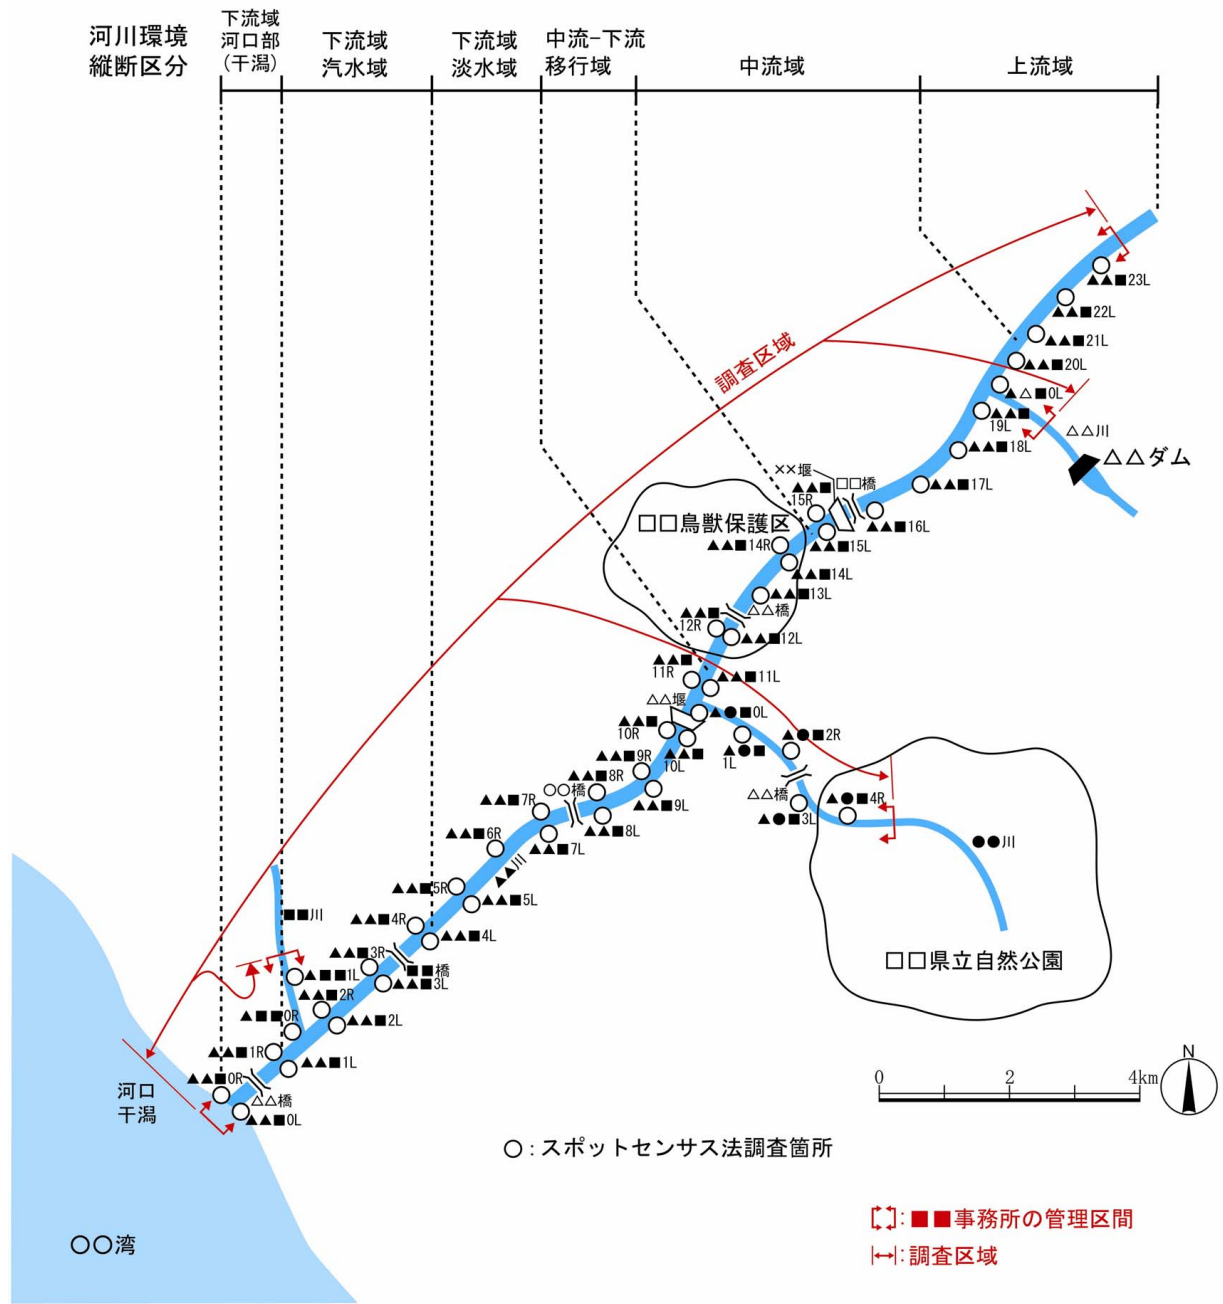 河川環境
縦断区分
下流域
河口部
(干潟)
下流域
汽水域
下流域
淡水域
中流−下流
移行域
中流域
上流域
調査区域
▲▲■23L
▲▲■22L
▲▲■21L
▲▲■20L
▲△■0L
▲▲■
19L
▲▲■18L
△△川
△△ダム
▲▲■17L
××堰
□□橋
▲▲■
15R
▲▲■16L
□□鳥獣保護区
▲▲■14R
▲▲■15L
▲▲■14L
▲▲■13L
△△橋
▲▲■
12R
▲▲■12L
▲▲■
11R
▲▲■11L
△△堰
▲●■0L
▲▲■
10R
▲▲■
10L
▲●■
1L
▲●■2R
▲▲■9R
▲▲■8R
○○橋
▲▲■9L
△△橋
▲●■3L
▲●■4R
●●川
▲▲■7R
▲▲■8L
▲▲■6R
▲▲■7L
▲▲川
▲▲■5R
▲▲■5L
■■川
▲▲■4R
▲▲■4L
□□県立自然公園
▲▲■3R
■■橋
▲■■1L
▲▲■3L
▲▲■2R
▲■■0R
▲▲■2L
▲▲■1R
▲▲■1L
▲▲■0R
△△橋
▲▲■0L
河口
干潟
N
0 2 4km
○:スポットセンサス法調査箇所
○○湾
:■■事務所の管理区間
:調査区域